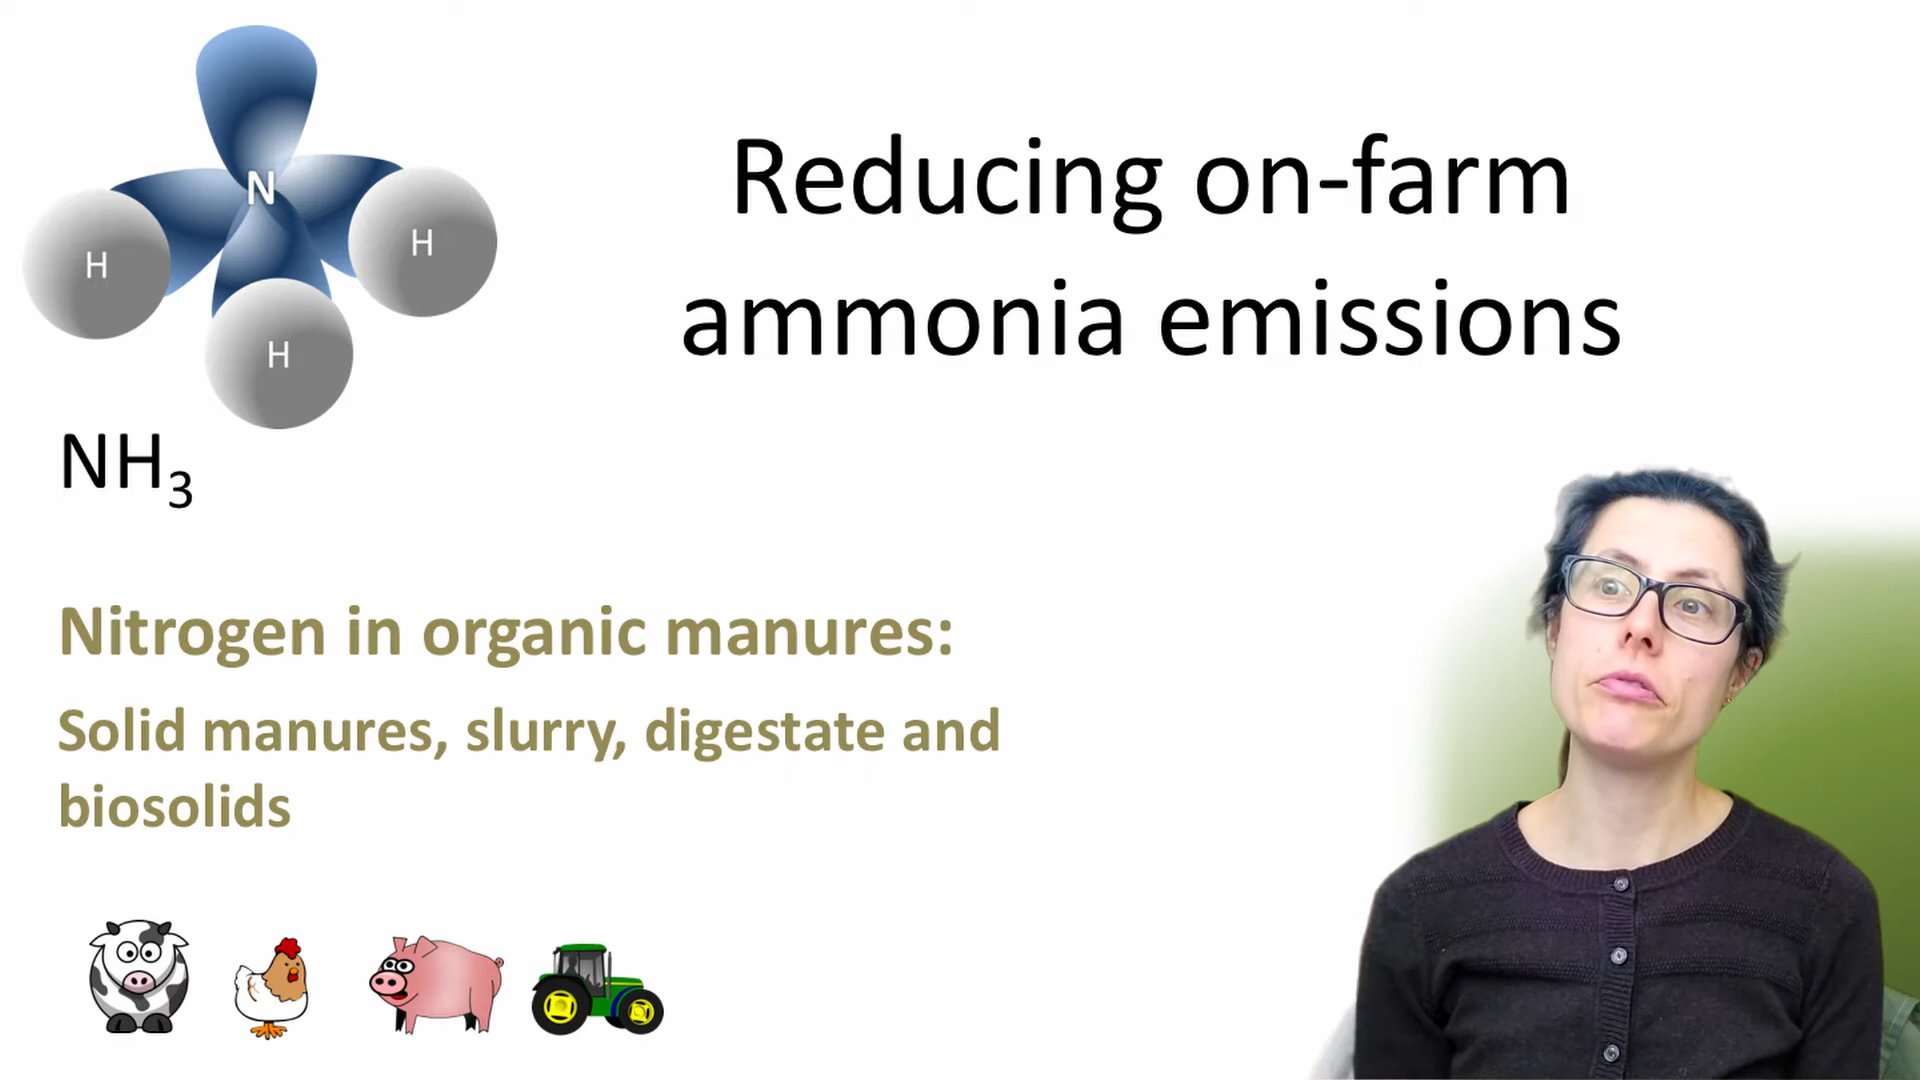 N
H
H
H
NH₃
Reducing on-farm
ammonia emissions
Nitrogen in organic manures:
Solid manures, slurry, digestate and
biosolids